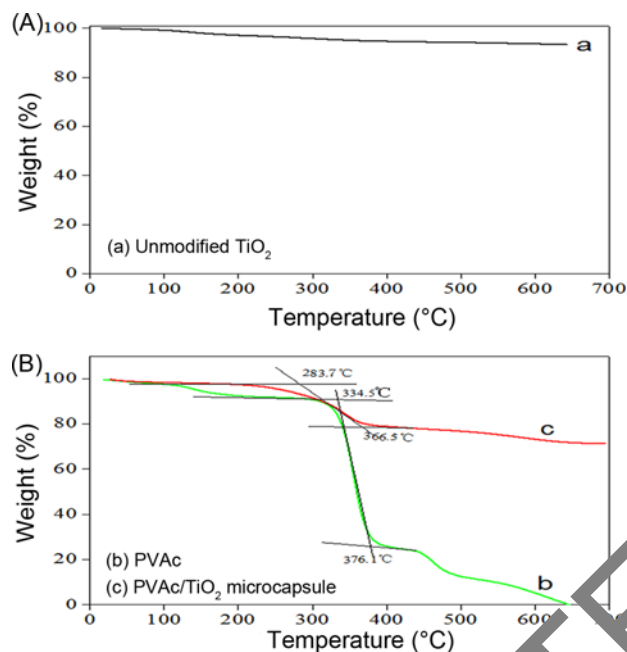 (A)
100
80
60
40
20
0
Weight (%)
a
(a) Unmodified TiO₂
0 100 200 300 400 500 600 700
Temperature (°C)
(B)
100
80
60
40
20
0
Weight (%)
283.7℃
334.5℃
366.5℃
c
376.1℃
(b) PVAc
(c) PVAc/TiO₂ microcapsule
b
0 100 200 300 400 500 600
Temperature (°C)